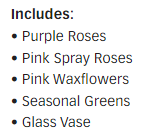 Includes:
• Purple Roses
• Pink Spray Roses
• Pink Waxflowers
• Seasonal Greens
• Glass Vase